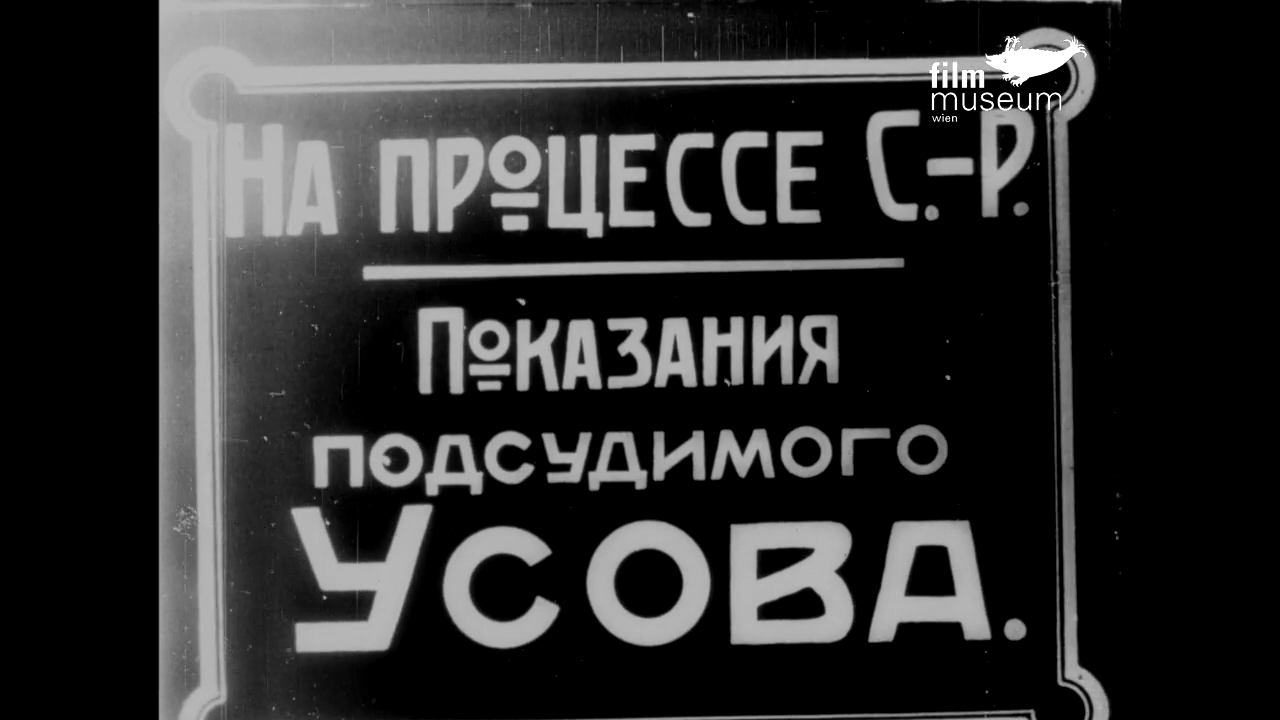 film
museum
wien
На процессе С.-Р.
Показания
подсудимого
Усова.